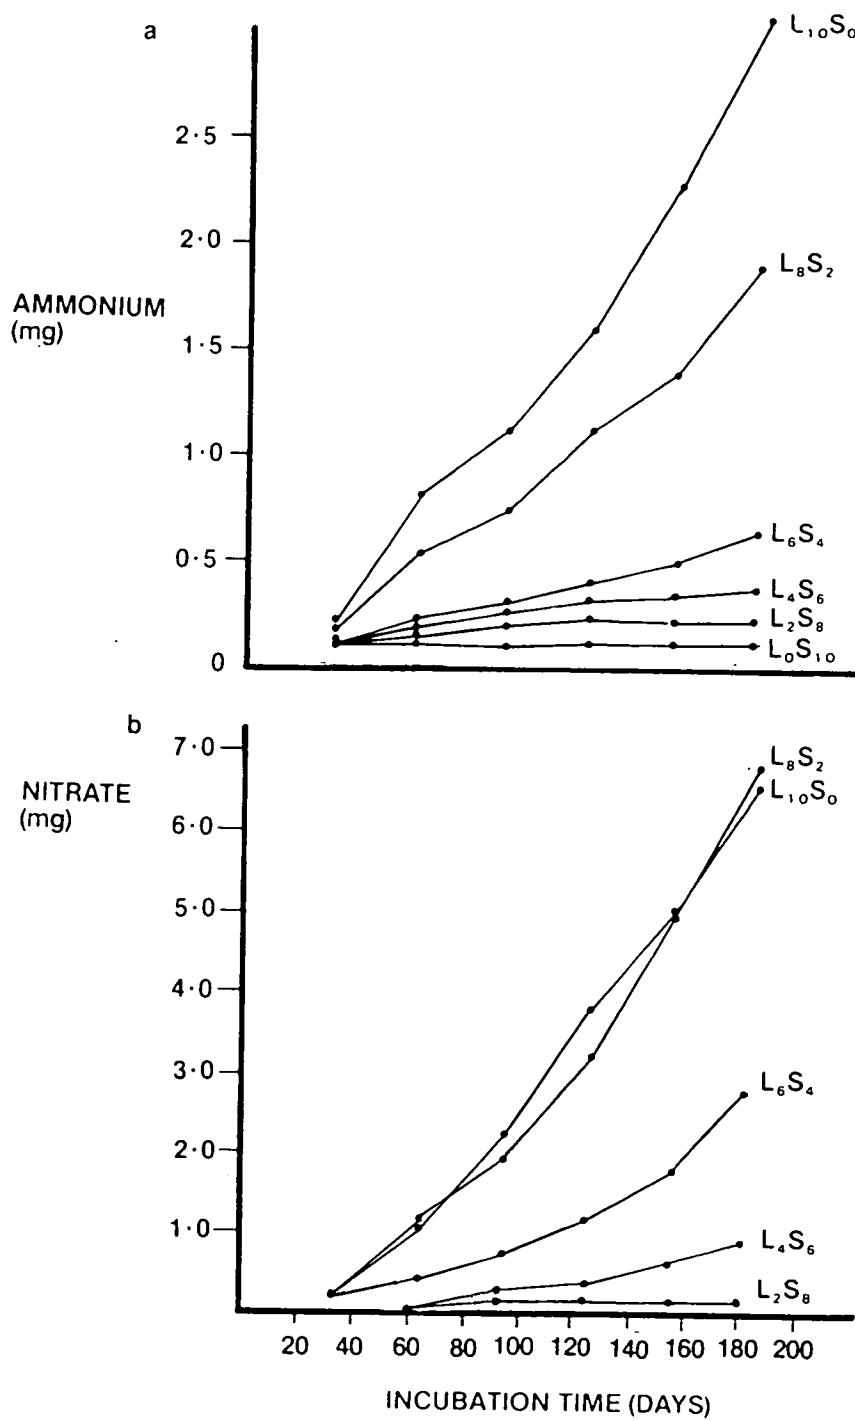 a
L₁₀S₀
2·5
2·0
L₈S₂
AMMONIUM
(mg)
1·5
1·0
L₆S₄
0·5
L₄S₆
L₂S₈
L₀S₁₀
0
b
7·0
L₈S₂
NITRATE
(mg)
L₁₀S₀
6·0
5·0
4·0
3·0
L₆S₄
2·0
1·0
L₄S₆
L₂S₈
20 40 60 80 100 120 140 160 180 200
INCUBATION TIME (DAYS)